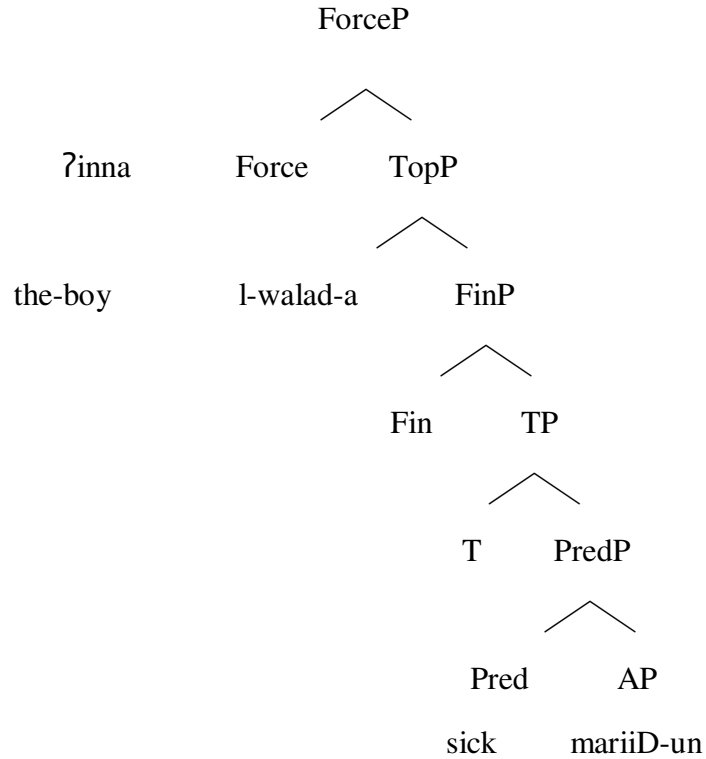 ForceP
ʔinna Force TopP
the-boy l-walad-a FinP
Fin TP
T PredP
Pred AP
sick mariiD-un